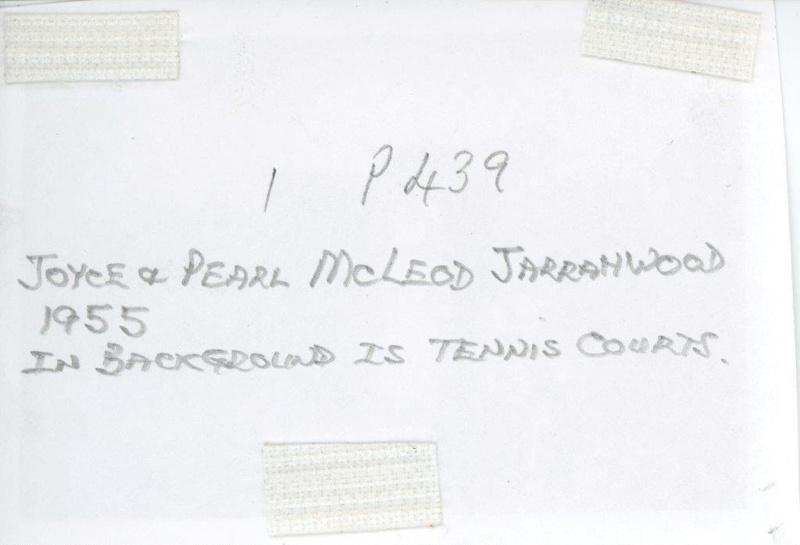 1 P439
JOYCE & PEARL MCLEOD JARRAHWOOD
1955
IN BACKGROUND IS TENNIS COURTS.